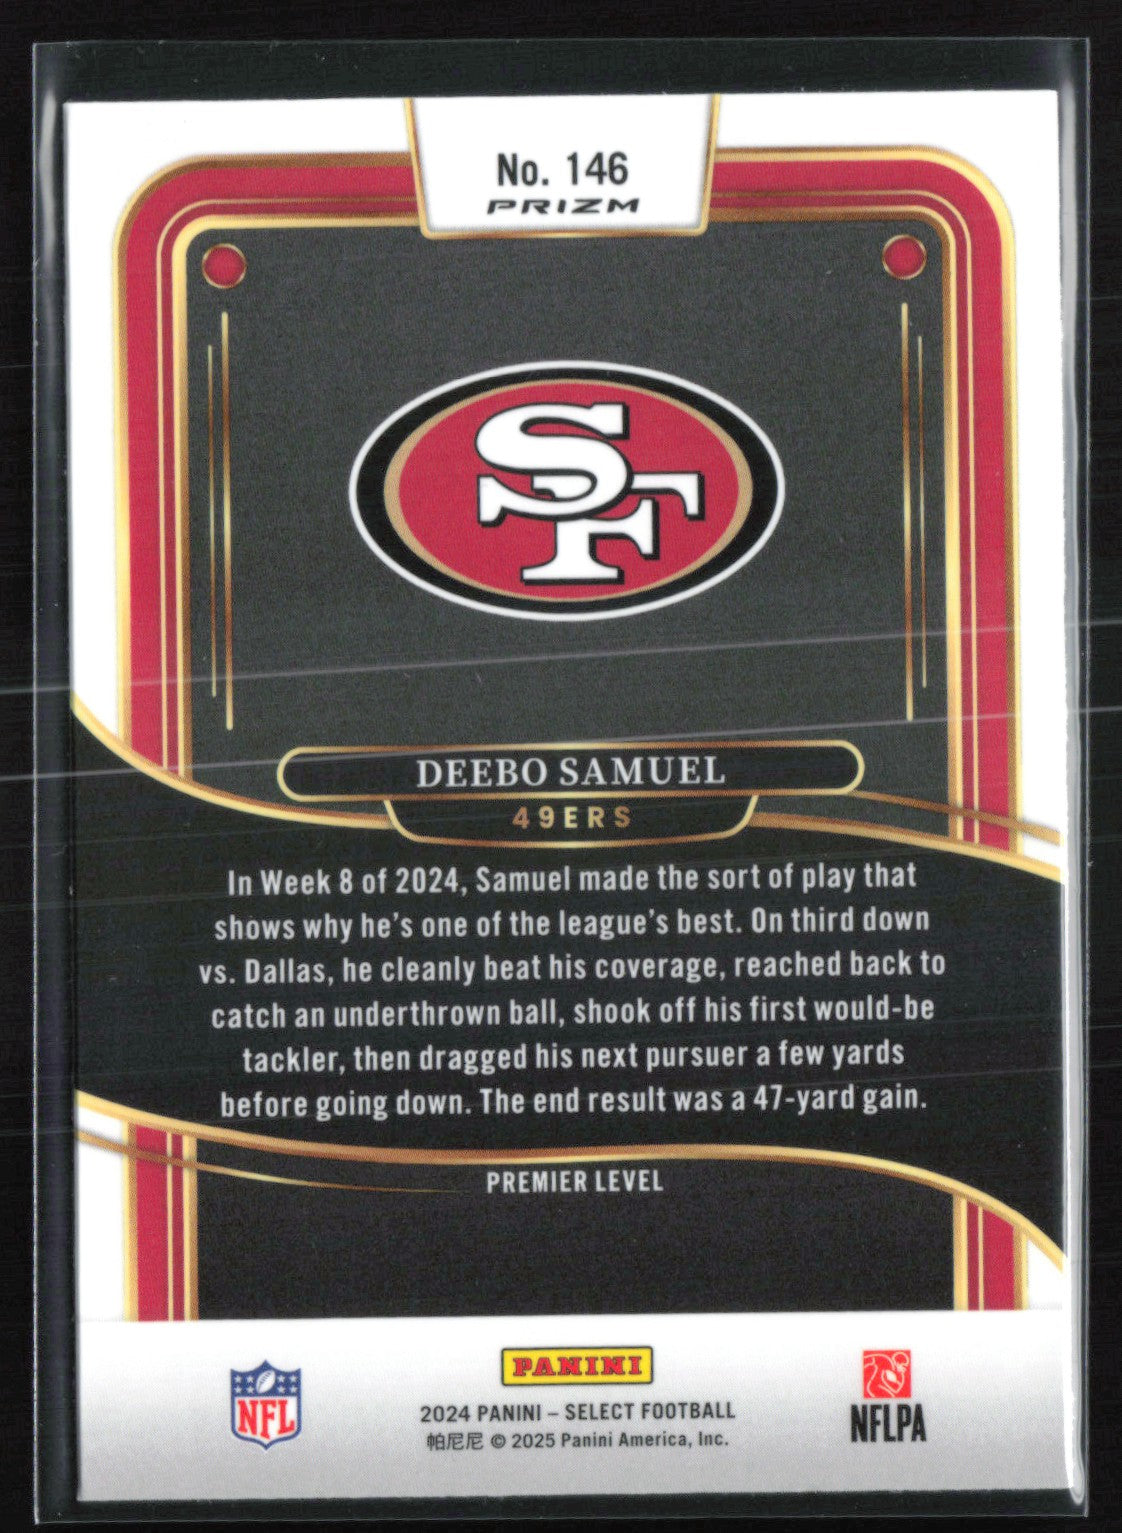 No. 146
PRIZM
SF
DEEBO SAMUEL
49ERS
In Week 8 of 2024, Samuel made the sort of play that
shows why he's one of the league's best. On third down
vs. Dallas, he cleanly beat his coverage, reached back to
catch an underthrown ball, shook off his first would-be
tackler, then dragged his next pursuer a few yards
before going down. The end result was a 47-yard gain.
PREMIER LEVEL
PANINI
NFL
NFLPA
2024 PANINI – SELECT FOOTBALL
帕尼尼 © 2025 Panini America, Inc.